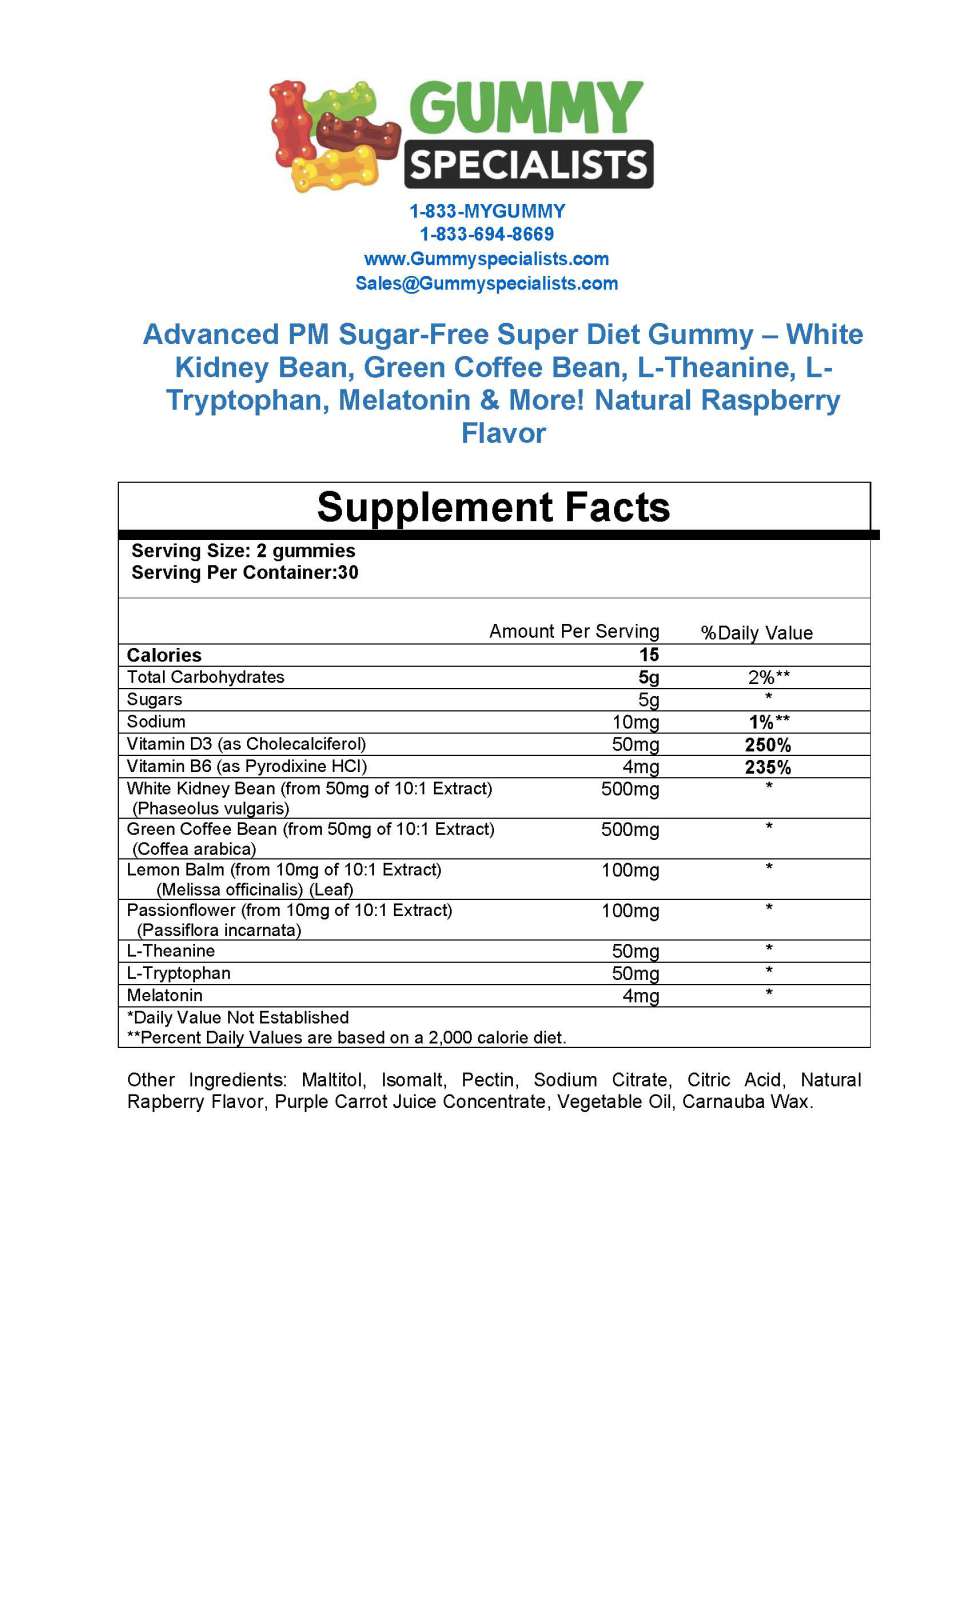 GUMMY
SPECIALISTS
1-833-MYGUMMY
1-833-694-8669
www.Gummyspecialists.com
Sales@Gummyspecialists.com
Advanced PM Sugar-Free Super Diet Gummy – White
Kidney Bean, Green Coffee Bean, L-Theanine, L-
Tryptophan, Melatonin & More! Natural Raspberry
Flavor
Supplement Facts
Serving Size: 2 gummies
Serving Per Container:30
Amount Per Serving %Daily Value
Calories 15
Total Carbohydrates 5g 2%**
Sugars 5g *
Sodium 10mg 1%**
Vitamin D3 (as Cholecalciferol) 50mg 250%
Vitamin B6 (as Pyrodixine HCI) 4mg 235%
White Kidney Bean (from 50mg of 10:1 Extract) 500mg *
(Phaseolus vulgaris)
Green Coffee Bean (from 50mg of 10:1 Extract) 500mg *
(Coffea arabica)
Lemon Balm (from 10mg of 10:1 Extract) 100mg *
(Melissa officinalis) (Leaf)
Passionflower (from 10mg of 10:1 Extract) 100mg *
(Passiflora incarnata)
L-Theanine 50mg *
L-Tryptophan 50mg *
Melatonin 4mg *
*Daily Value Not Established
**Percent Daily Values are based on a 2,000 calorie diet.
Other Ingredients: Maltitol, Isomalt, Pectin, Sodium Citrate, Citric Acid, Natural
Rapberry Flavor, Purple Carrot Juice Concentrate, Vegetable Oil, Carnauba Wax.